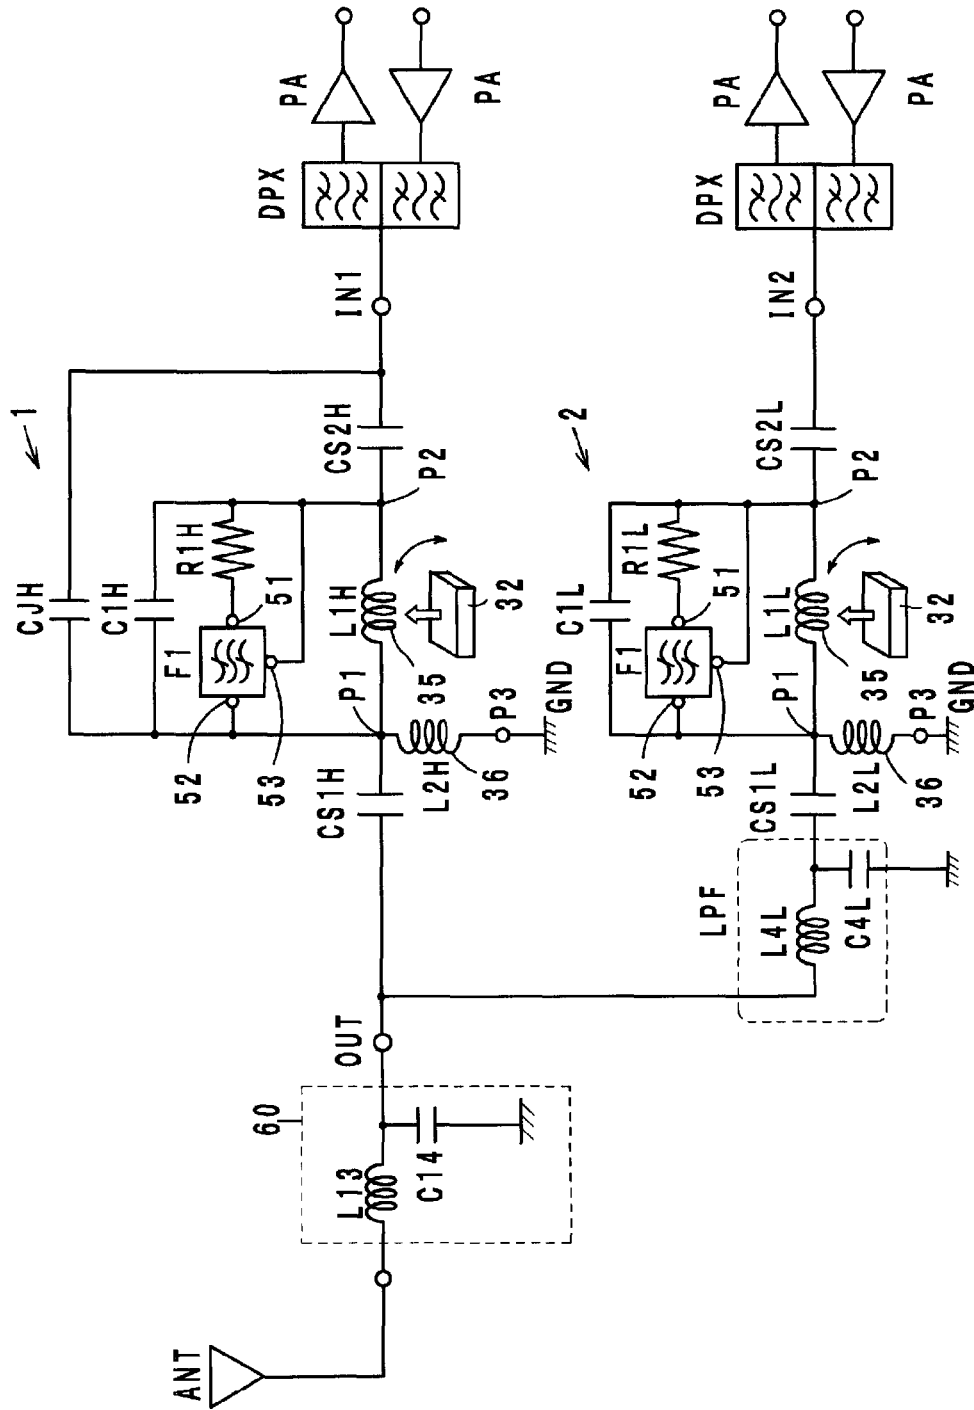 1
CJH
C1H
R1H
F1
51
52
53
L1H
35
32
P1
P2
P3
GND
L2H
36
CS1H
CS2H
IN1
DPX
PA
PA
OUT
60
L13
C14
ANT
2
C1L
R1L
F1
51
52
53
L1L
35
32
P1
P2
P3
GND
L2L
36
CS1L
CS2L
IN2
DPX
PA
PA
LPF
L4L
C4L